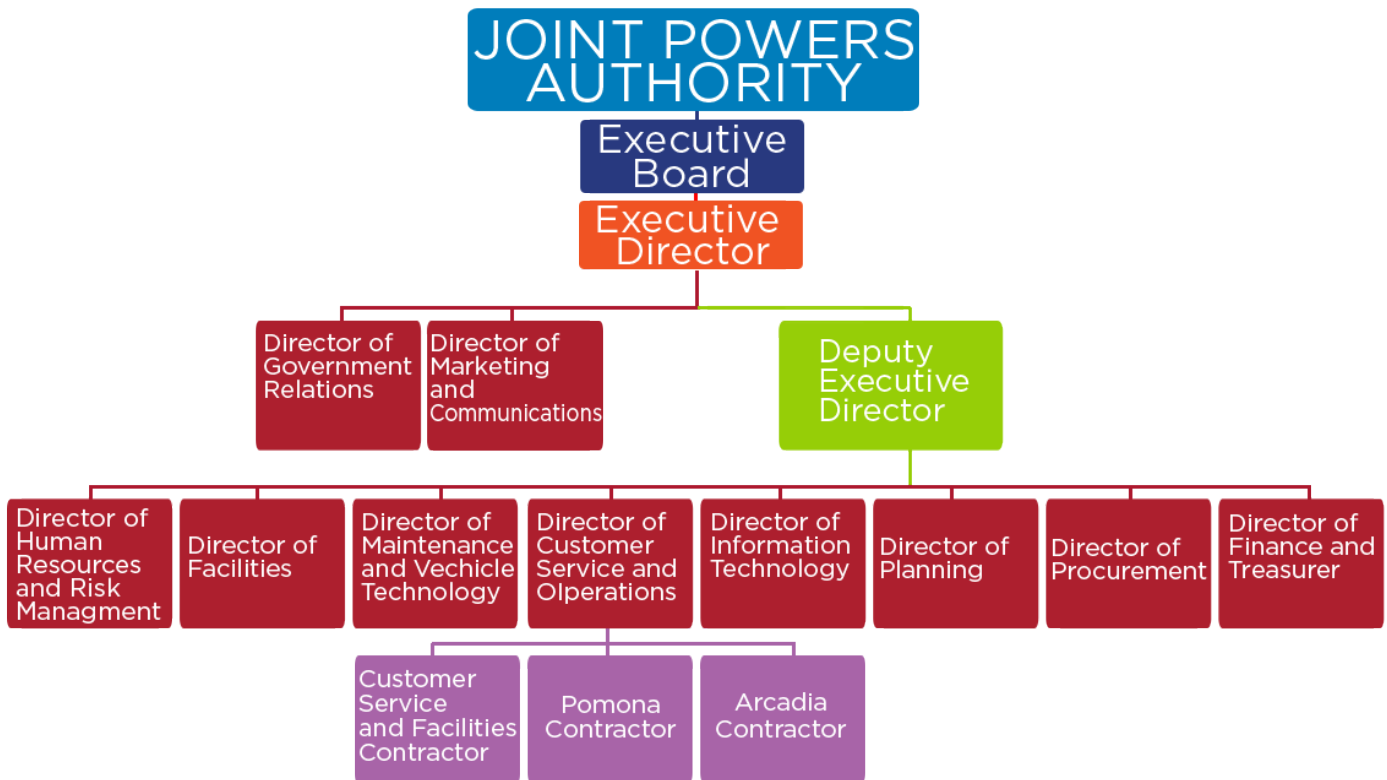 JOINT POWERS
AUTHORITY
Executive
Board
Executive
Director
Director of
Government
Relations
Director of
Marketing
and
Communications
Deputy
Executive
Director
Director of
Human
Resources
and Risk
Managment
Director of
Facilities
Director of
Maintenance
and Vechicle
Technology
Director of
Customer
Service and
Olperations
Director of
Information
Technology
Director of
Planning
Director of
Procurement
Director of
Finance and
Treasurer
Customer
Service
and Facilities
Contractor
Pomona
Contractor
Arcadia
Contractor